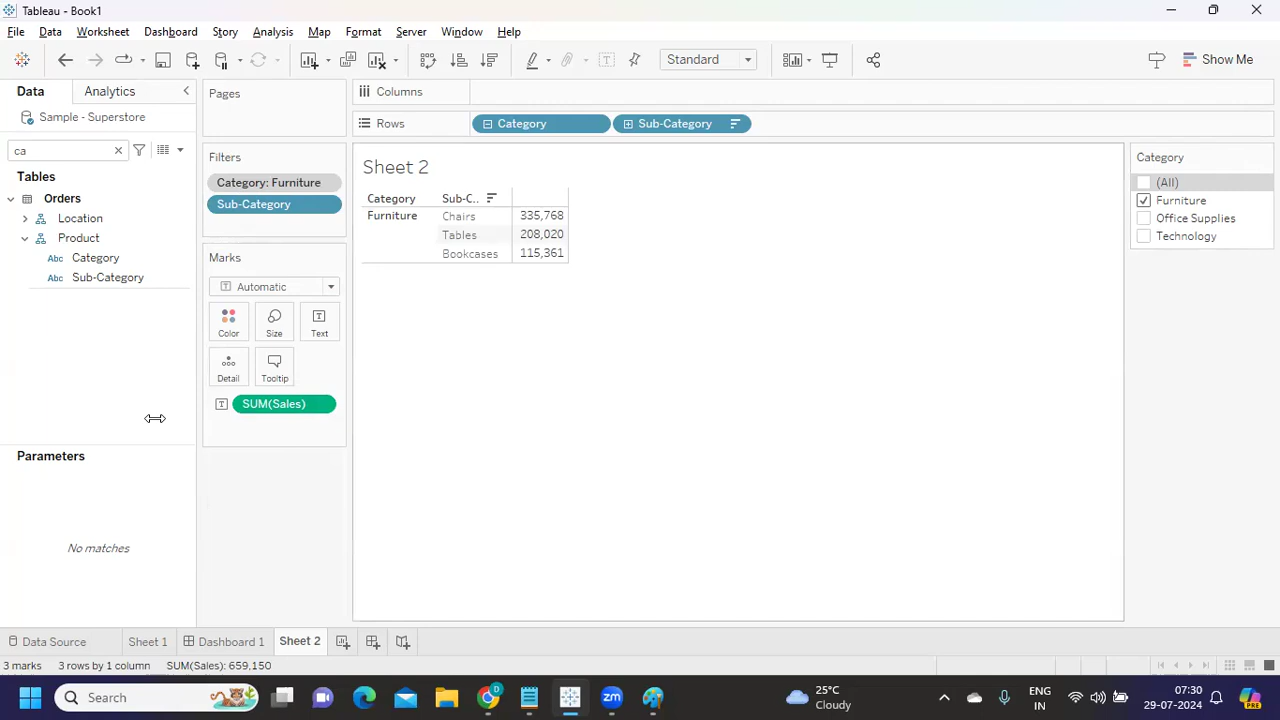 Tableau - Book1
File Data Worksheet Dashboard Story Analysis Map Format Server Window Help
Standard
Show Me
Data Analytics
Sample - Superstore
ca
Tables
Orders
Location
Product
Abc Category
Abc Sub-Category
Parameters
No matches
Pages
Filters
Category: Furniture
Sub-Category
Marks
Automatic
Color Size Text
Detail Tooltip
SUM(Sales)
Columns
Rows Category Sub-Category
Sheet 2
Category Sub-C..
Furniture Chairs 335,768
Tables 208,020
Bookcases 115,361
Category
(All)
Furniture
Office Supplies
Technology
Data Source Sheet 1 Dashboard 1 Sheet 2
3 marks 3 rows by 1 column SUM(Sales): 659,150
Search
25°C
Cloudy
ENG
IN
07:30
29-07-2024
PRE